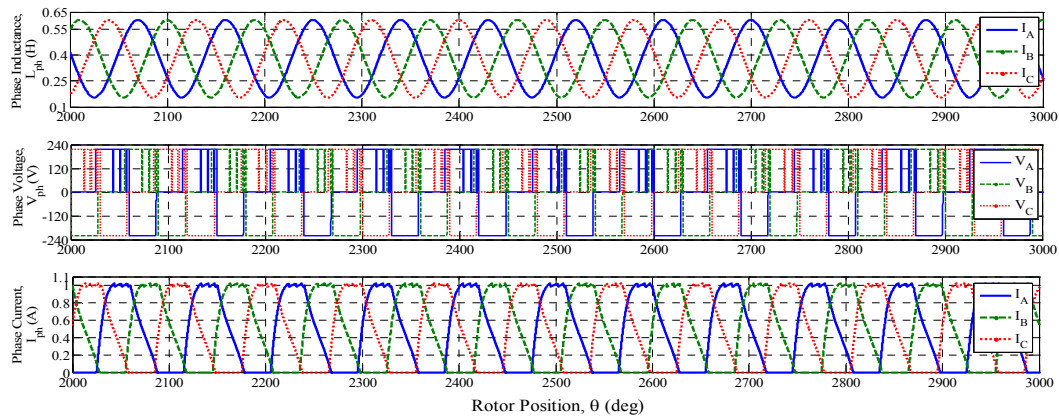 Phase Inductance,
L_ph (H)
0.65
0.55
0.4
0.25
0.1
2000 2100 2200 2300 2400 2500 2600 2700 2800 2900 3000
I_A
I_B
I_C
Phase Voltage,
V_ph (V)
240
120
0
-120
-240
2000 2100 2200 2300 2400 2500 2600 2700 2800 2900 3000
V_A
V_B
V_C
Phase Current,
I_ph (A)
1.1
1
0.8
0.6
0.4
0.2
0
2000 2100 2200 2300 2400 2500 2600 2700 2800 2900 3000
I_A
I_B
I_C
Rotor Position, θ (deg)